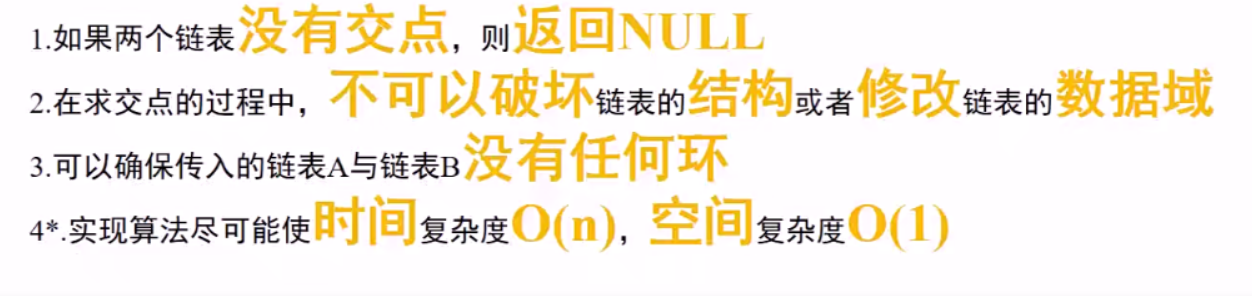 1.如果两个链表没有交点，则返回NULL
2.在求交点的过程中，不可以破坏链表的结构或者修改链表的数据域
3.可以确保传入的链表A与链表B没有任何环
4*.实现算法尽可能使时间复杂度O(n)，空间复杂度O(1)